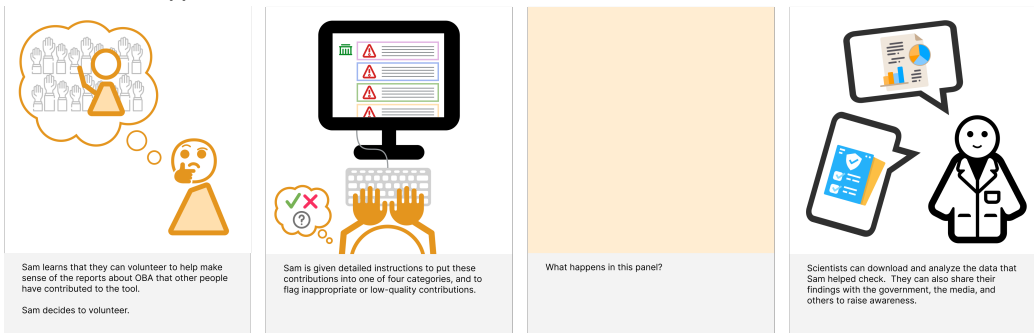 Sam learns that they can volunteer to help make
sense of the reports about OBA that other people
have contributed to the tool.
Sam decides to volunteer.
Sam is given detailed instructions to put these
contributions into one of four categories, and to
flag inappropriate or low-quality contributions.
What happens in this panel?
Scientists can download and analyze the data that
Sam helped check.  They can also share their
findings with the government, the media, and
others to raise awareness.